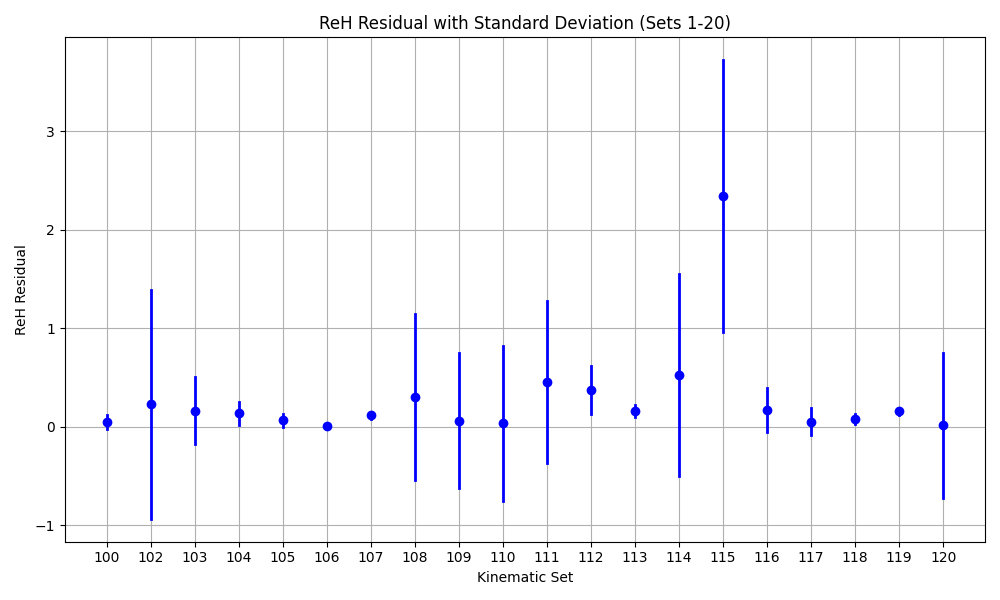 ReH Residual with Standard Deviation (Sets 1-20)
ReH Residual
3
2
1
0
−1
100 102 103 104 105 106 107 108 109 110 111 112 113 114 115 116 117 118 119 120
Kinematic Set